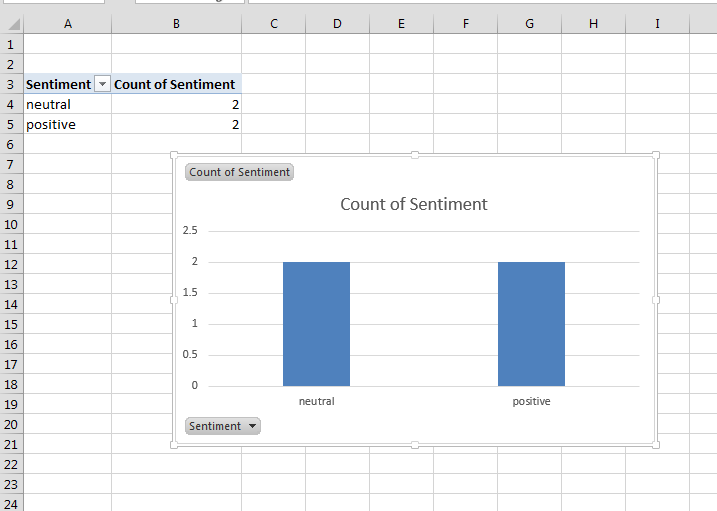 A B C D E F G H I
1
2
3 Sentiment Count of Sentiment
4 neutral 2
5 positive 2
6
7
8 Count of Sentiment
9 Count of Sentiment
10 2.5
11
12 2
13
14 1.5
15 1
16
17 0.5
18 0
19 neutral positive
20 Sentiment
21
22
23
24